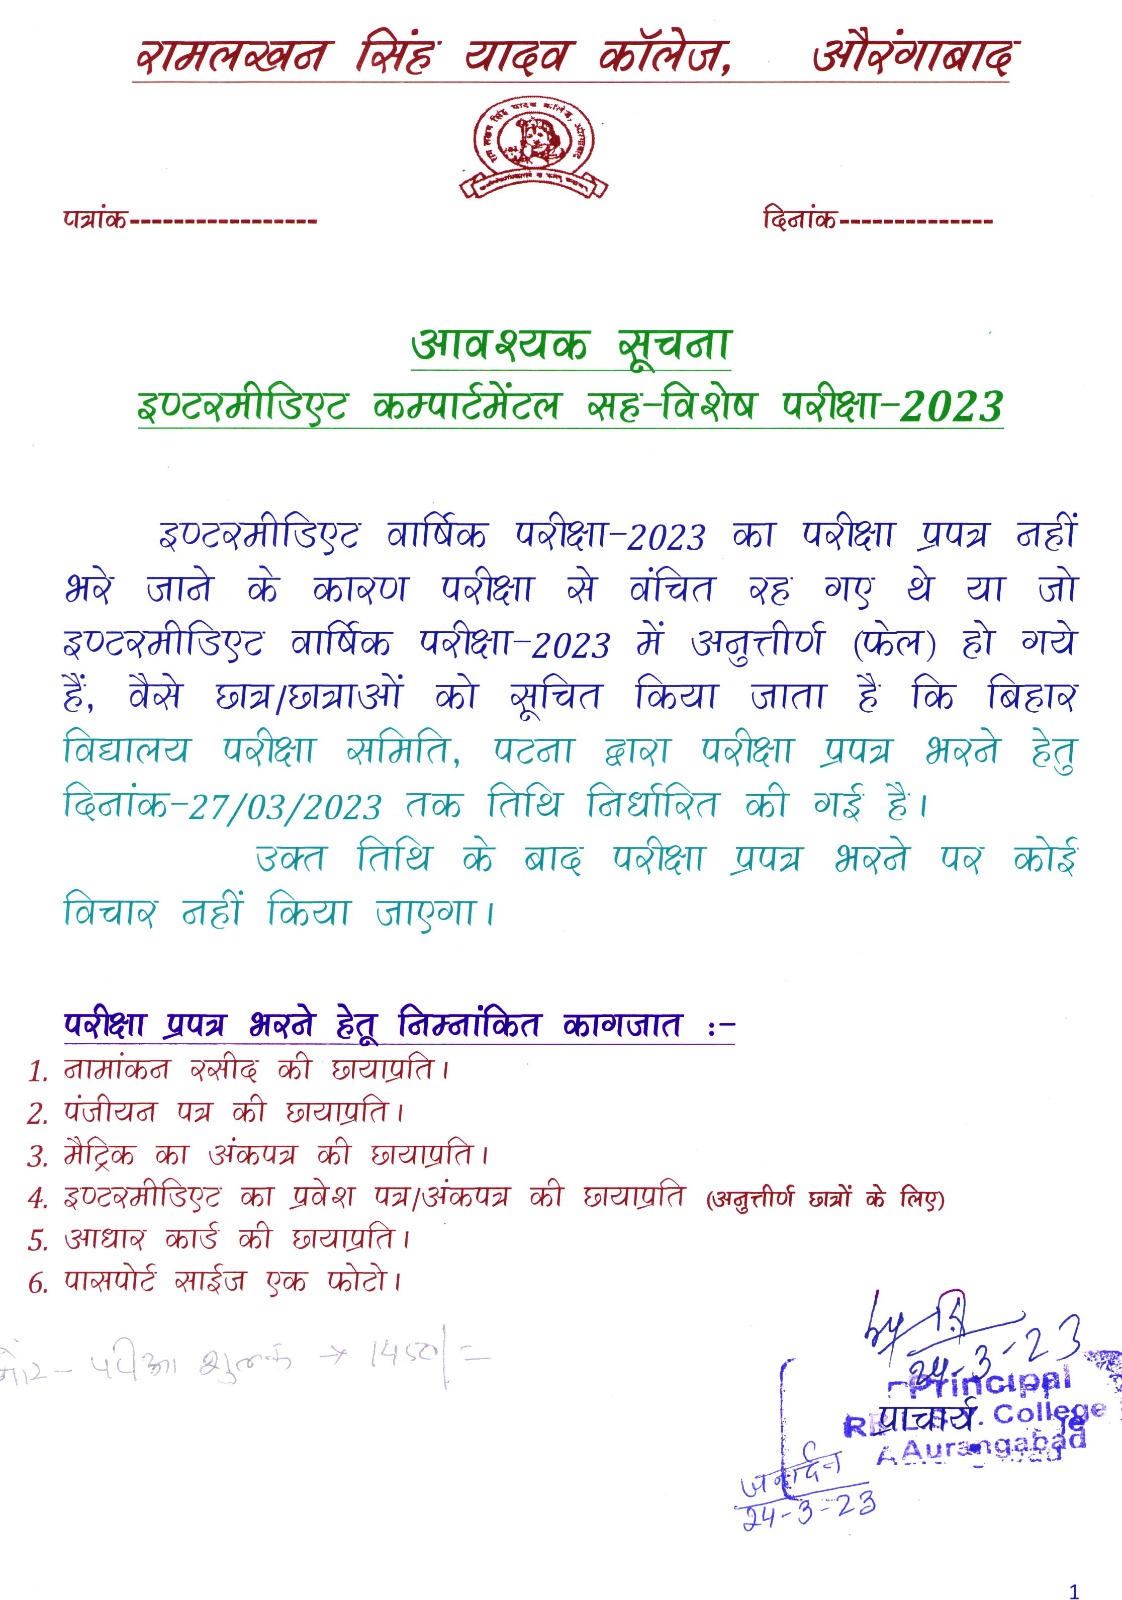 रामलखन सिंह यादव कॉलेज, औरंगाबाद
पत्रांक-----------------
दिनांक--------------
आवश्यक सूचना
इण्टरमीडिएट कम्पार्टमेंटल सह-विशेष परीक्षा-2023
इण्टरमीडिएट वार्षिक परीक्षा-2023 का परीक्षा प्रपत्र नहीं
भरे जाने के कारण परीक्षा से वंचित रह गए थे या जो
इण्टरमीडिएट वार्षिक परीक्षा-2023 में अनुत्तीर्ण (फेल) हो गये
हैं, वैसे छात्र/छात्राओं को सूचित किया जाता है कि बिहार
विद्यालय परीक्षा समिति, पटना द्वारा परीक्षा प्रपत्र भरने हेतु
दिनांक-27/03/2023 तक तिथि निर्धारित की गई है।
उक्त तिथि के बाद परीक्षा प्रपत्र भरने पर कोई
विचार नहीं किया जाएगा।
परीक्षा प्रपत्र भरने हेतू निम्नांकित कागजात :-
1. नामांकन रसीद की छायाप्रति।
2. पंजीयन पत्र की छायाप्रति।
3. मैट्रिक का अंकपत्र की छायाप्रति।
4. इण्टरमीडिएट का प्रवेश पत्र/अंकपत्र की छायाप्रति (अनुत्तीर्ण छात्रों के लिए)
5. आधार कार्ड की छायाप्रति।
6. पासपोर्ट साईज एक फोटो।
परीक्षा शुल्क → 1450/=
24-3-23
Principal
प्राचार्य
College
Aurangabad
जनार्दन
24-3-23
1